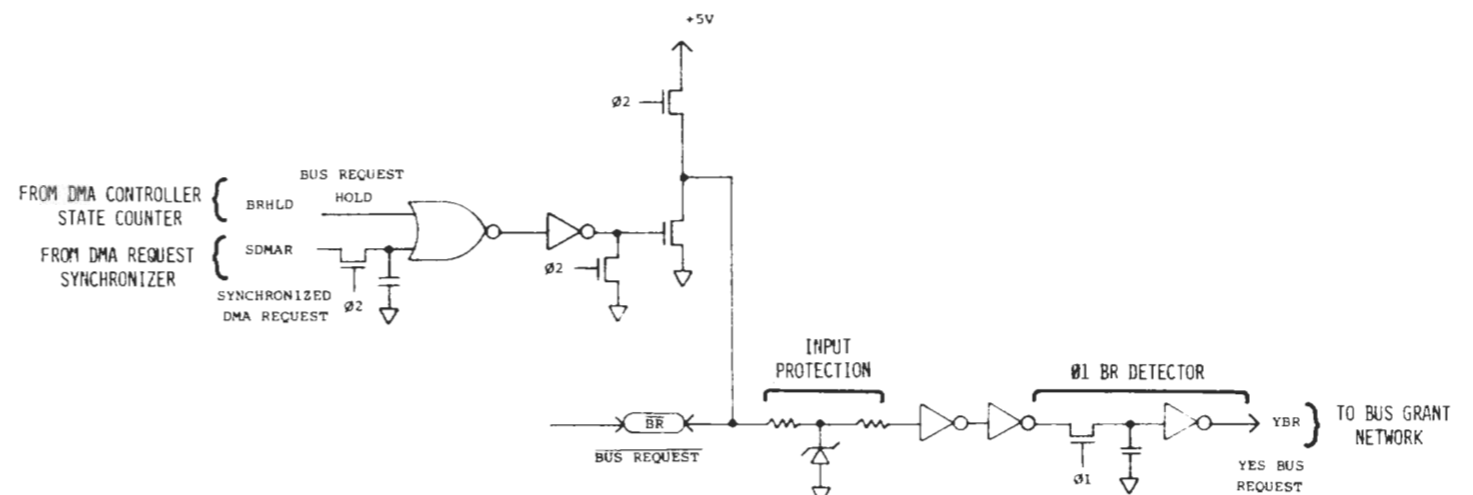 +5V
Ø2
BUS REQUEST
HOLD
FROM DMA CONTROLLER
STATE COUNTER
BRHLD
FROM DMA REQUEST
SYNCHRONIZER
SDMAR
Ø2
SYNCHRONIZED
DMA REQUEST
Ø2
INPUT
PROTECTION
Ø1 BR DETECTOR
BR
BUS REQUEST
Ø1
YBR
TO BUS GRANT
NETWORK
YES BUS
REQUEST